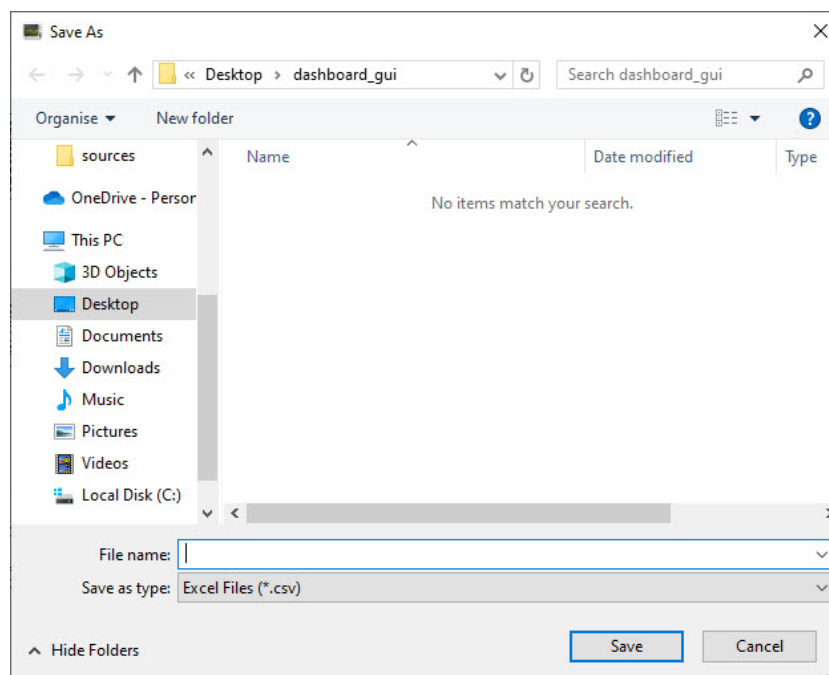 Save As
« Desktop › dashboard_gui
Search dashboard_gui
Organise
New folder
Name
Date modified
Type
sources
OneDrive - Person
This PC
3D Objects
Desktop
Documents
Downloads
Music
Pictures
Videos
Local Disk (C:)
No items match your search.
File name:
Save as type: Excel Files (*.csv)
Hide Folders
Save
Cancel